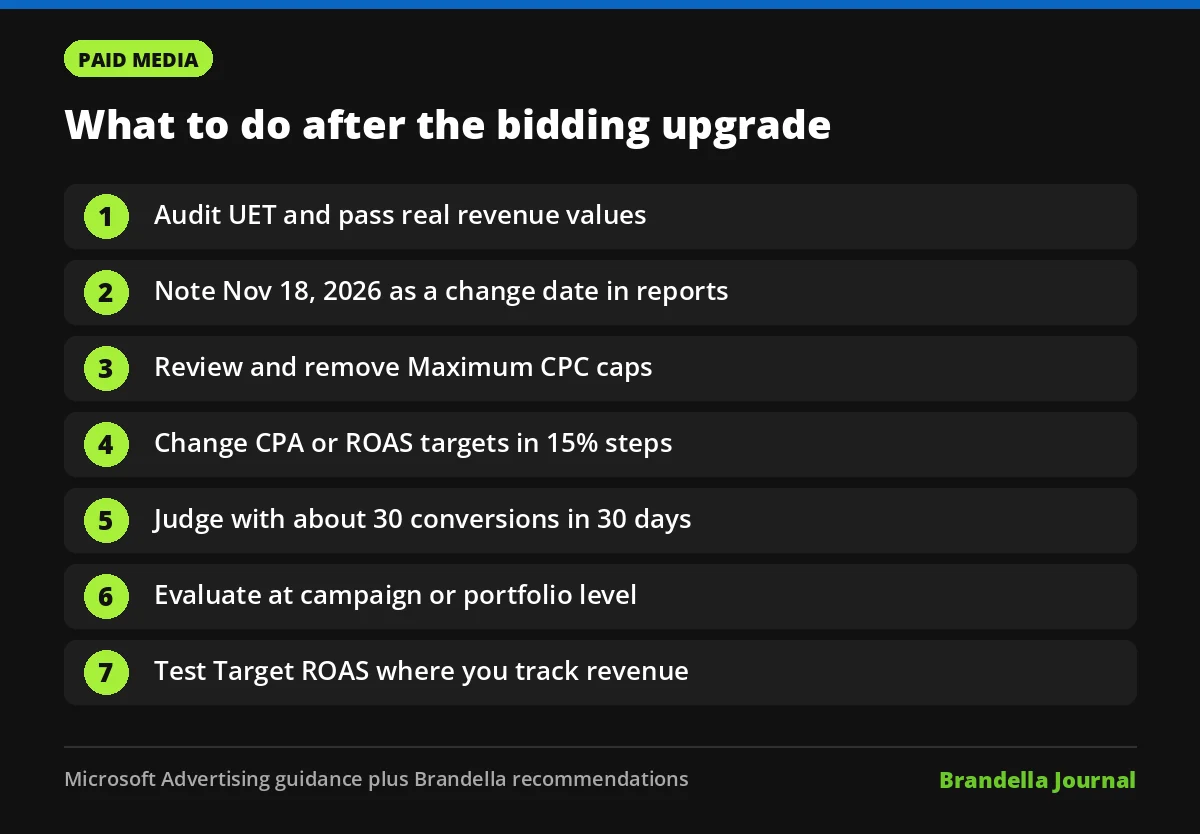 PAID MEDIA
What to do after the bidding upgrade
1 Audit UET and pass real revenue values
2 Note Nov 18, 2026 as a change date in reports
3 Review and remove Maximum CPC caps
4 Change CPA or ROAS targets in 15% steps
5 Judge with about 30 conversions in 30 days
6 Evaluate at campaign or portfolio level
7 Test Target ROAS where you track revenue
Microsoft Advertising guidance plus Brandella recommendations
Brandella Journal